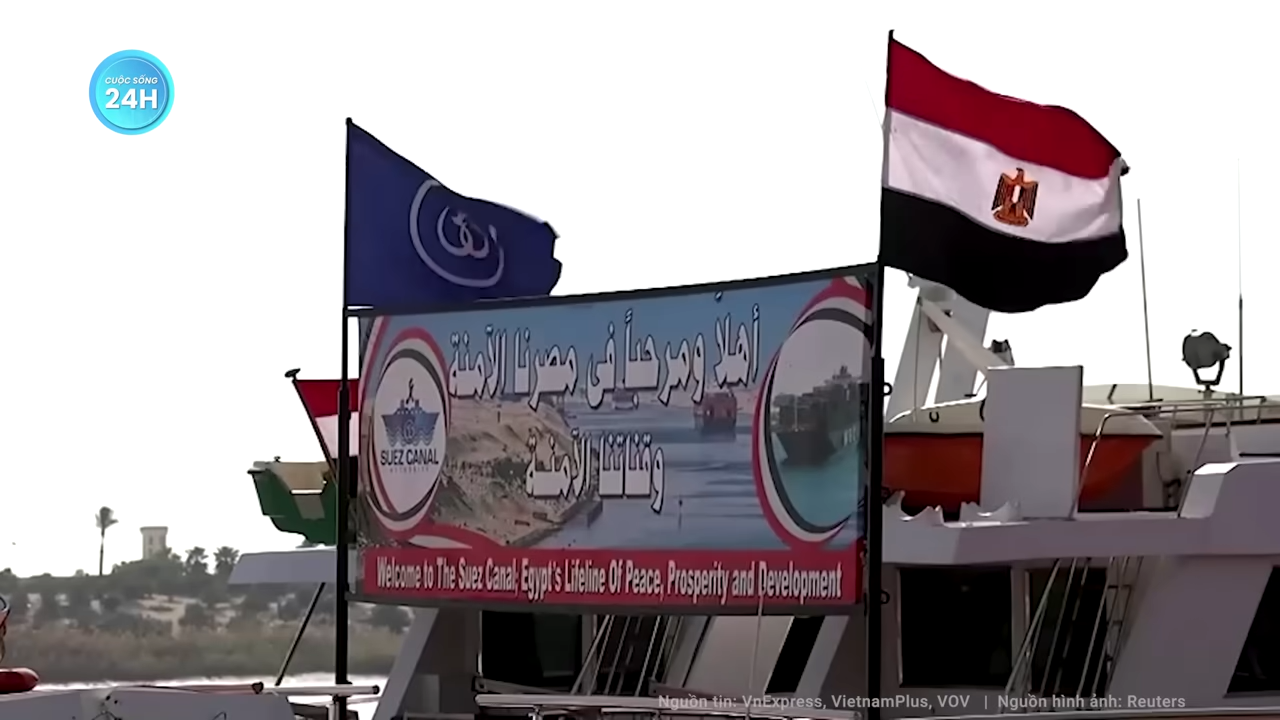 CUỘC SỐNG
24H
أهلاً ومرحباً فى مصرنا الآمنة
وقناتنا الآمنة
SUEZ CANAL
AUTHORITY
Welcome to The Suez Canal; Egypt's Lifeline Of Peace, Prosperity and Development
Nguồn tin: VnExpress, VietnamPlus, VOV | Nguồn hình ảnh: Reuters